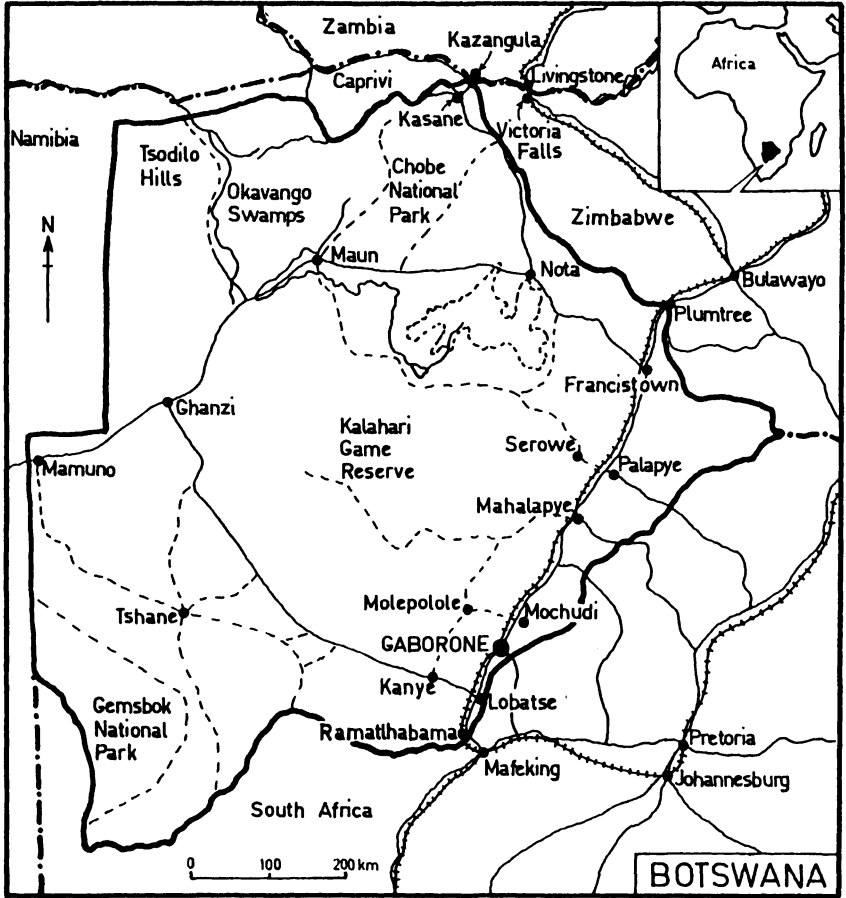 Zambia
Kazangula
Africa
Caprivi
Livingstone
Kasane
Victoria
Falls
Namibia
Tsodilo
Hills
Chobe
National
Park
Okavango
Swamps
Zimbabwe
N
Maun
Nota
Bulawayo
Plumtree
Francistown
Ghanzi
Kalahari
Game
Reserve
Serowe
Palapye
Mamuno
Mahalapye
Molepolole
Mochudi
Tshane
GABORONE
Kanye
Lobatse
Gemsbok
National
Park
Ramatlhabama
Pretoria
Mafeking
Johannesburg
South Africa
0 100 200 km
BOTSWANA